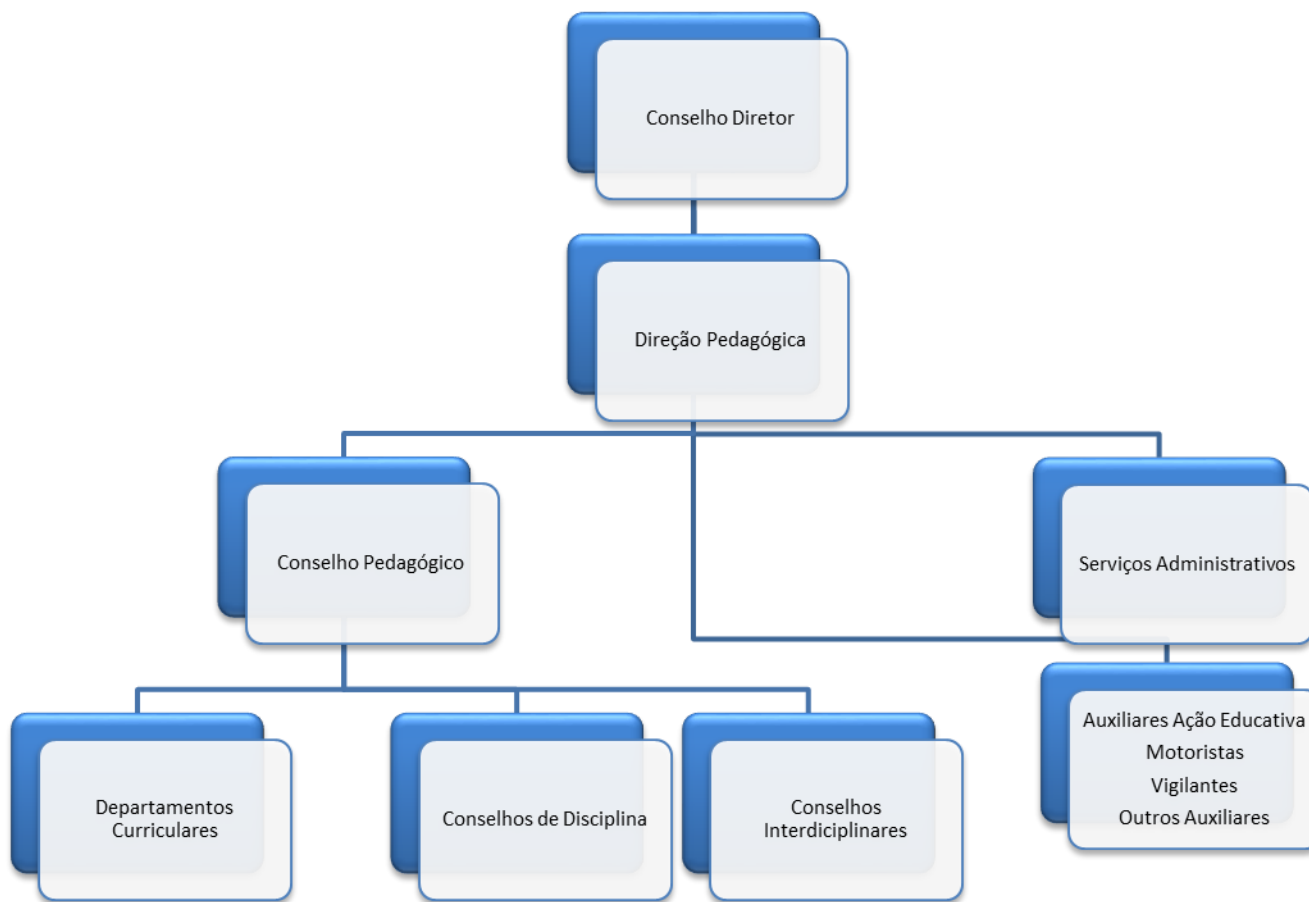 Conselho Diretor
Direção Pedagógica
Conselho Pedagógico
Serviços Administrativos
Departamentos
Curriculares
Conselhos de Disciplina
Conselhos
Interdiciplinares
Auxiliares Ação Educativa
Motoristas
Vigilantes
Outros Auxiliares